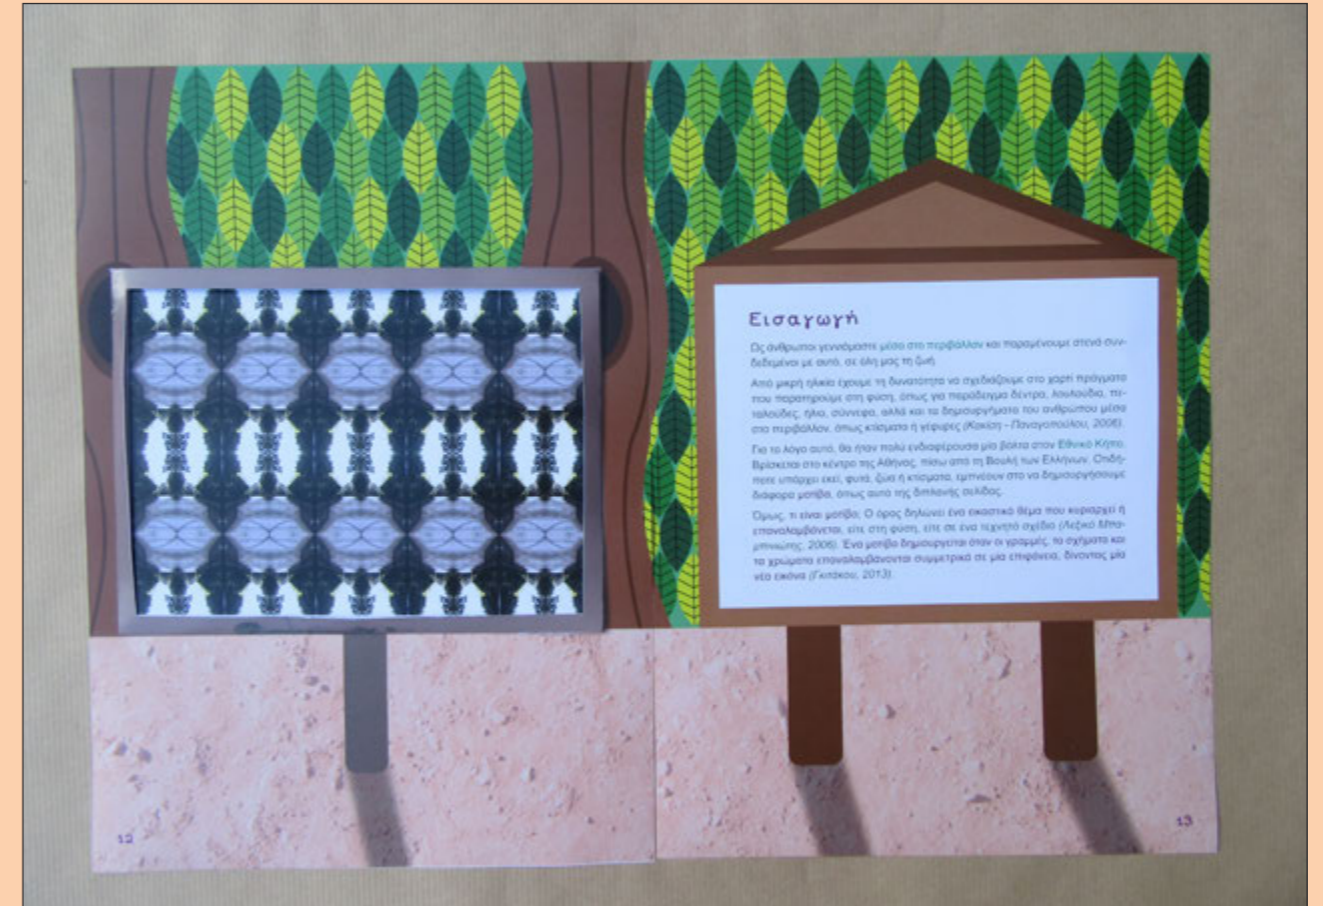 Εισαγωγή
Ως άνθρωποι γεννιόμαστε μέσα στο περιβάλλον και παραμένουμε στενά συν-
δεδεμένοι με αυτό, σε όλη μας τη ζωή.
Από μικρή ηλικία έχουμε τη δυνατότητα να σχεδιάζουμε στο χαρτί πράγματα
που παρατηρούμε στη φύση, όπως για παράδειγμα δέντρα, λουλούδια, πε-
ταλούδες, ήλιο, σύννεφα, αλλά και τα δημιουργήματα του ανθρώπου μέσα
στο περιβάλλον, όπως κτίσματα ή γέφυρες (Κακίση – Παναγοπούλου, 2006).
Για το λόγο αυτό, θα ήταν πολύ ενδιαφέρουσα μία βόλτα στον Εθνικό Κήπο.
Βρίσκεται στο κέντρο της Αθήνας, πίσω από τη Βουλή των Ελλήνων. Οτιδή-
ποτε υπάρχει εκεί, φυτά, ζώα ή κτίσματα, εμπνέουν στο να δημιουργήσουμε
διάφορα μοτίβα, όπως αυτό της διπλανής σελίδας.
Όμως, τι είναι μοτίβο; Ο όρος δηλώνει ένα εικαστικό θέμα που κυριαρχεί ή
επαναλαμβάνεται, είτε στη φύση, είτε σε ένα τεχνητό σχέδιο (Λεξικό Μπα-
μπινιώτης, 2006). Ένα μοτίβο δημιουργείται όταν οι γραμμές, τα σχήματα και
τα χρώματα επαναλαμβάνονται συμμετρικά σε μία επιφάνεια, δίνοντας μία
νέα εικόνα (Γκιτάκου, 2013).
12
13